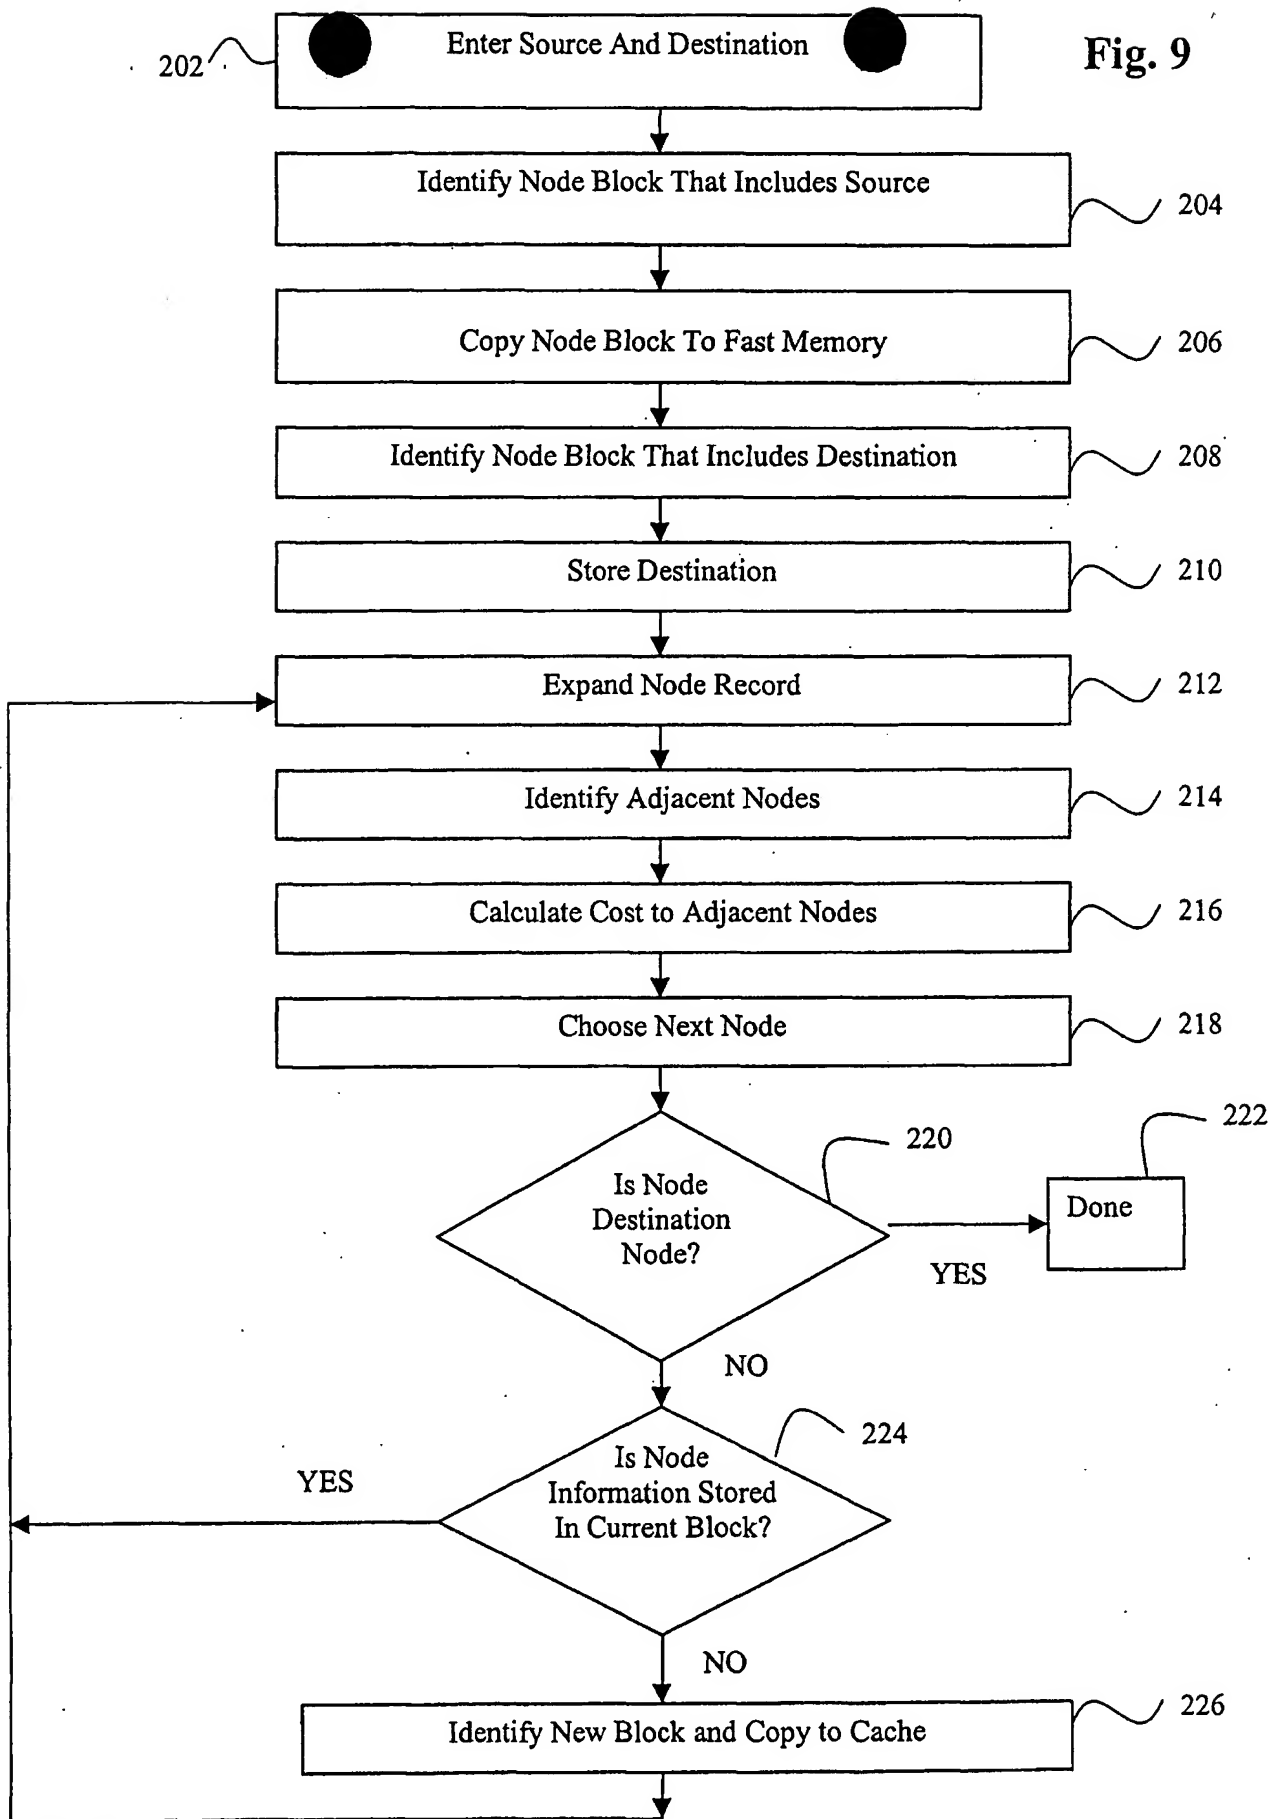 Fig. 9
202
Enter Source And Destination
Identify Node Block That Includes Source
204
Copy Node Block To Fast Memory
206
Identify Node Block That Includes Destination
208
Store Destination
210
Expand Node Record
212
Identify Adjacent Nodes
214
Calculate Cost to Adjacent Nodes
216
Choose Next Node
218
Is Node
Destination
Node?
220
YES
Done
222
NO
Is Node
Information Stored
In Current Block?
224
YES
NO
Identify New Block and Copy to Cache
226